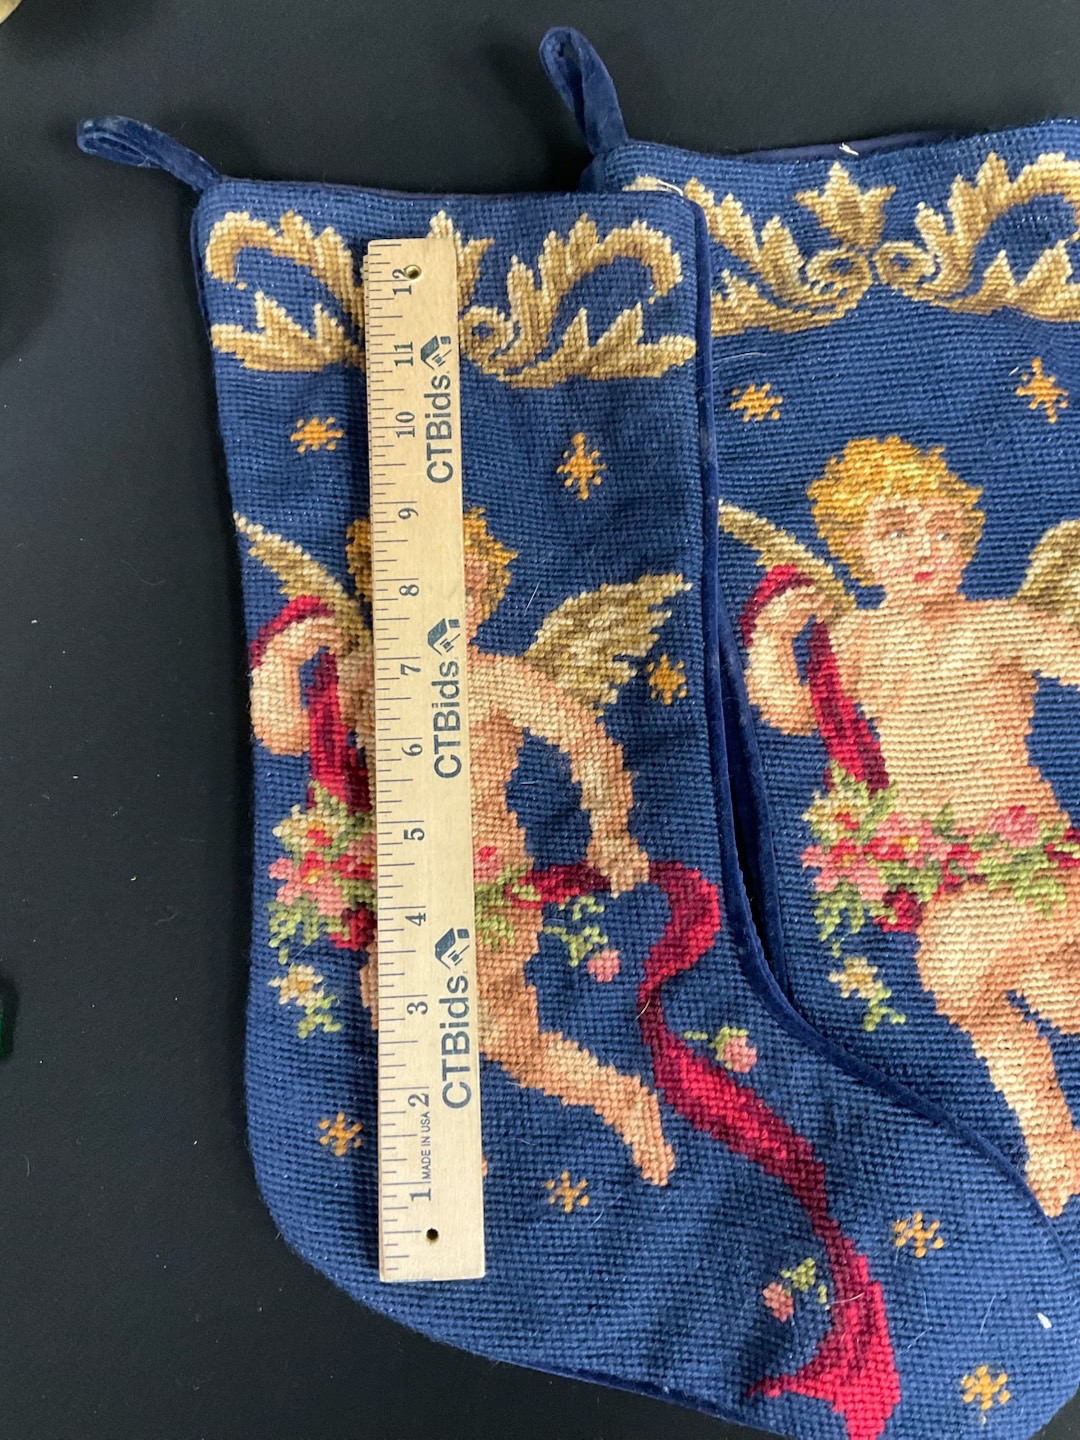 1 2 3 4 5 6 7 8 9 10 11 12
MADE IN USA
CTBids.
CTBids.
CTBids.